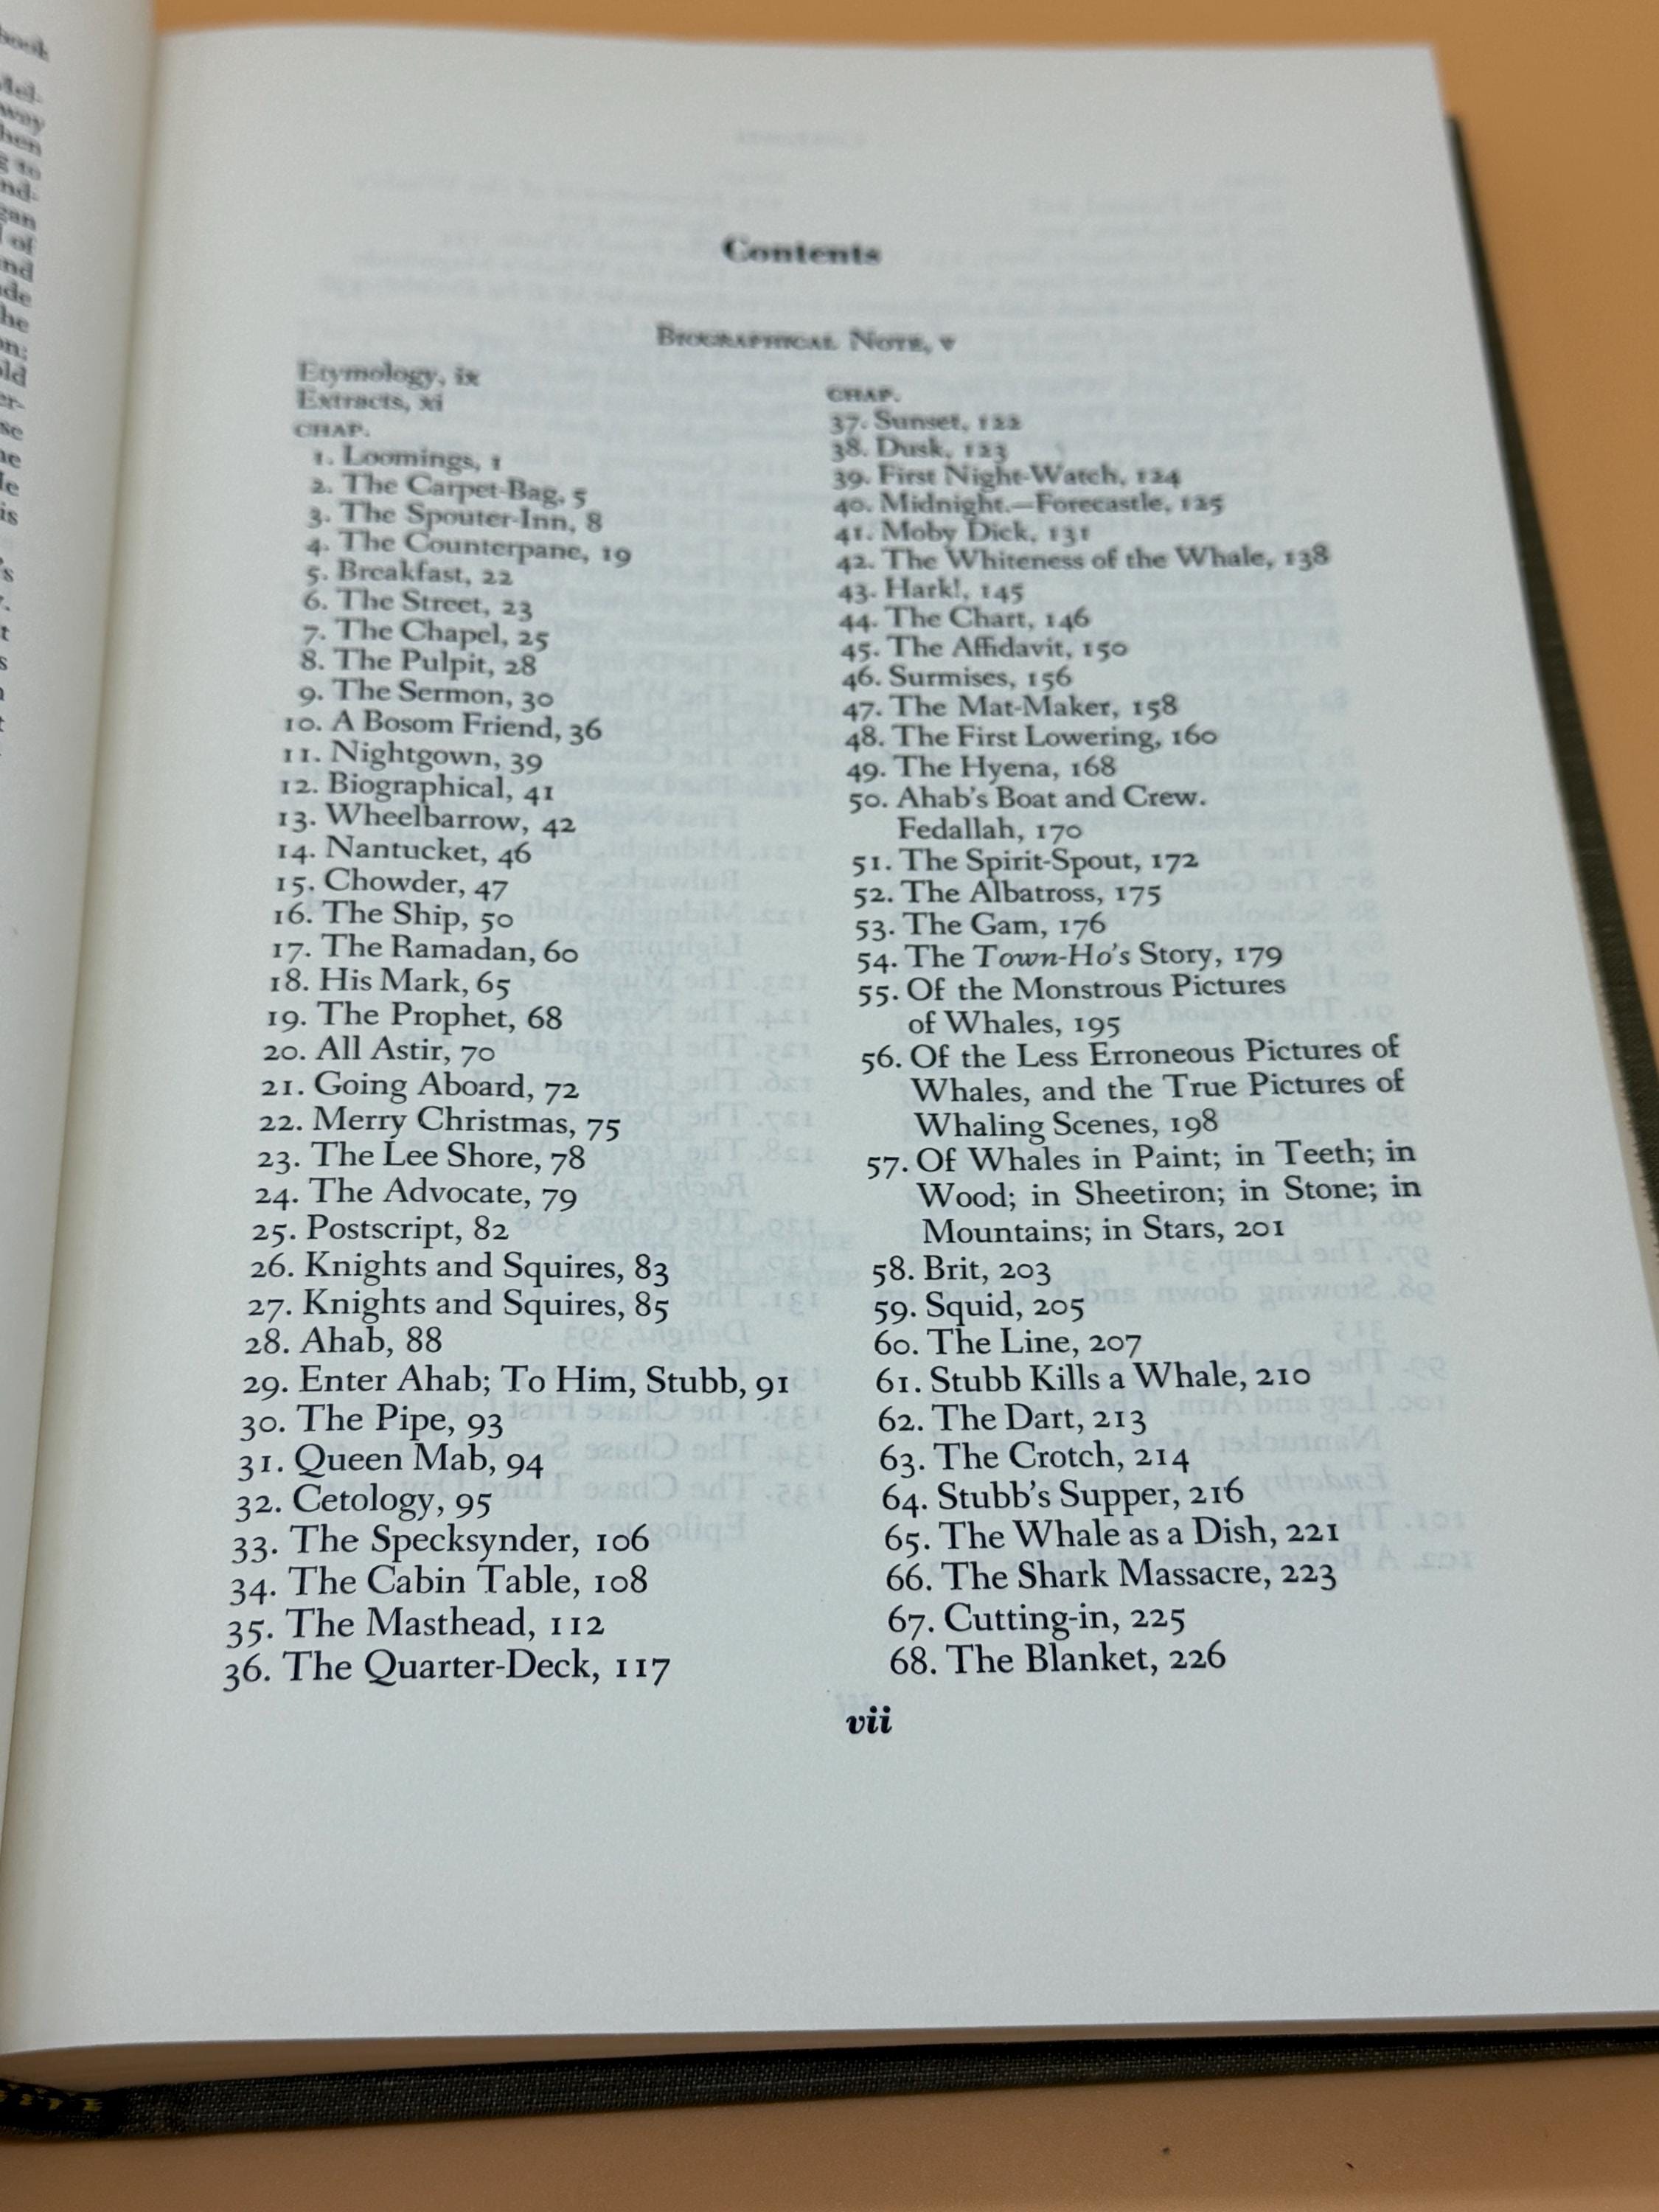 Contents
BIOGRAPHICAL NOTE, v
Etymology, ix
Extracts, xi
CHAP.
1. Loomings, 1
2. The Carpet-Bag, 5
3. The Spouter-Inn, 8
4. The Counterpane, 19
5. Breakfast, 22
6. The Street, 23
7. The Chapel, 25
8. The Pulpit, 28
9. The Sermon, 30
10. A Bosom Friend, 36
11. Nightgown, 39
12. Biographical, 41
13. Wheelbarrow, 42
14. Nantucket, 46
15. Chowder, 47
16. The Ship, 50
17. The Ramadan, 60
18. His Mark, 65
19. The Prophet, 68
20. All Astir, 70
21. Going Aboard, 72
22. Merry Christmas, 75
23. The Lee Shore, 78
24. The Advocate, 79
25. Postscript, 82
26. Knights and Squires, 83
27. Knights and Squires, 85
28. Ahab, 88
29. Enter Ahab; To Him, Stubb, 91
30. The Pipe, 93
31. Queen Mab, 94
32. Cetology, 95
33. The Specksynder, 106
34. The Cabin Table, 108
35. The Masthead, 112
36. The Quarter-Deck, 117
CHAP.
37. Sunset, 122
38. Dusk, 123
39. First Night-Watch, 124
40. Midnight.—Forecastle, 125
41. Moby Dick, 131
42. The Whiteness of the Whale, 138
43. Hark!, 145
44. The Chart, 146
45. The Affidavit, 150
46. Surmises, 156
47. The Mat-Maker, 158
48. The First Lowering, 160
49. The Hyena, 168
50. Ahab's Boat and Crew.
Fedallah, 170
51. The Spirit-Spout, 172
52. The Albatross, 175
53. The Gam, 176
54. The Town-Ho's Story, 179
55. Of the Monstrous Pictures
of Whales, 195
56. Of the Less Erroneous Pictures of
Whales, and the True Pictures of
Whaling Scenes, 198
57. Of Whales in Paint; in Teeth; in
Wood; in Sheetiron; in Stone; in
Mountains; in Stars, 201
58. Brit, 203
59. Squid, 205
60. The Line, 207
61. Stubb Kills a Whale, 210
62. The Dart, 213
63. The Crotch, 214
64. Stubb's Supper, 216
65. The Whale as a Dish, 221
66. The Shark Massacre, 223
67. Cutting-in, 225
68. The Blanket, 226
vii